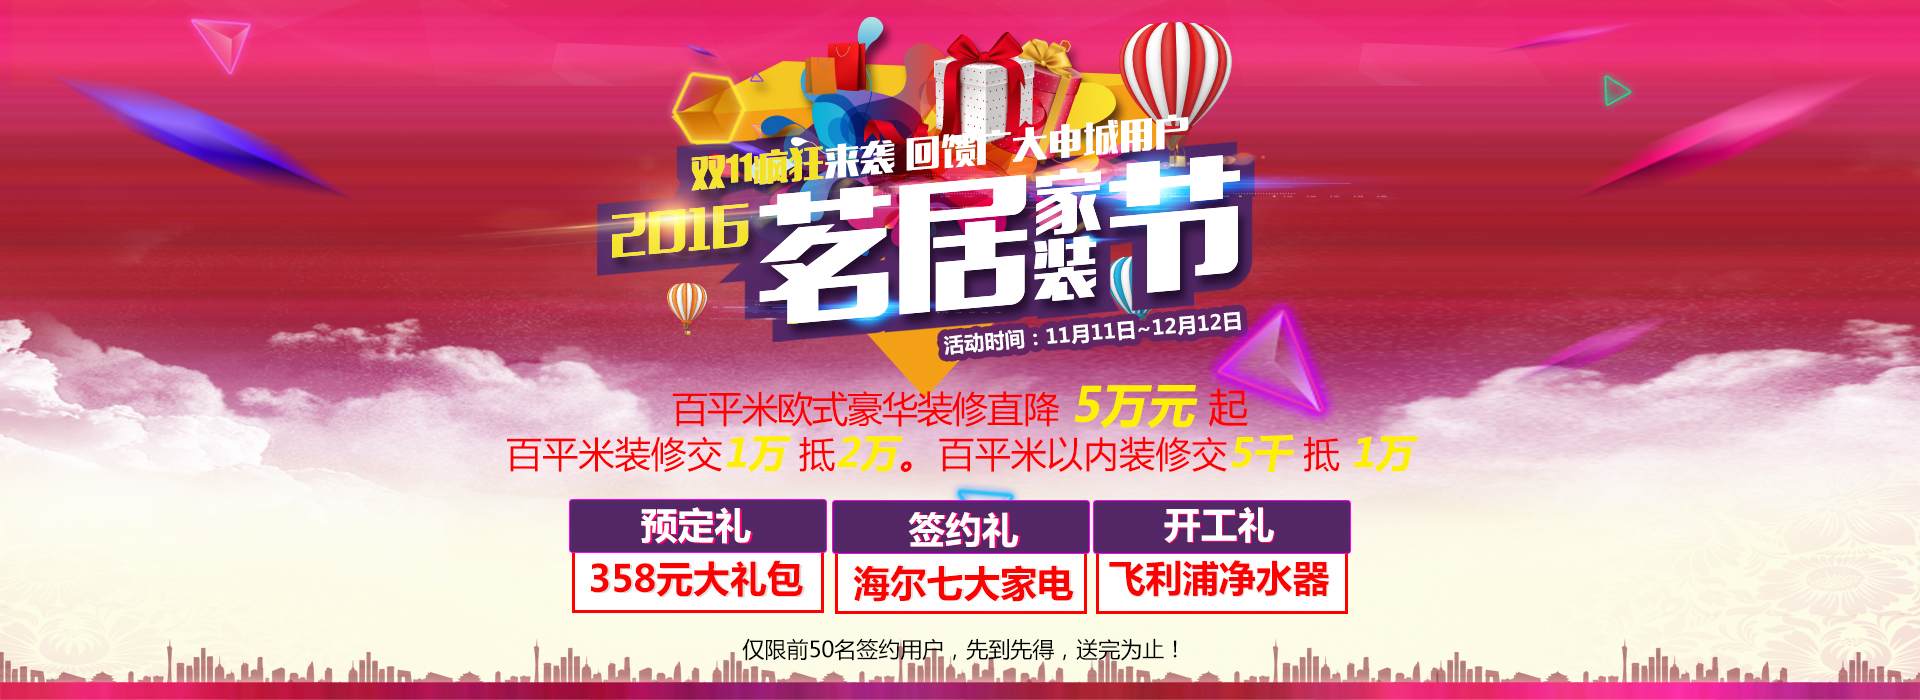 双11疯狂来袭 回馈广大申城用户
2016 茗居家装节
活动时间：11月11日~12月12日
百平米欧式豪华装修直降 5万元 起
百平米装修交1万 抵2万。百平米以内装修交5千 抵 1万
预定礼 签约礼 开工礼
358元大礼包 海尔七大家电 飞利浦净水器
仅限前50名签约用户，先到先得，送完为止！